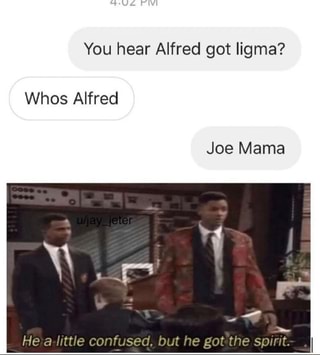 4:02 PM
You hear Alfred got ligma?
Whos Alfred
Joe Mama
u/jay_jeter
He a little confused, but he got the spirit.